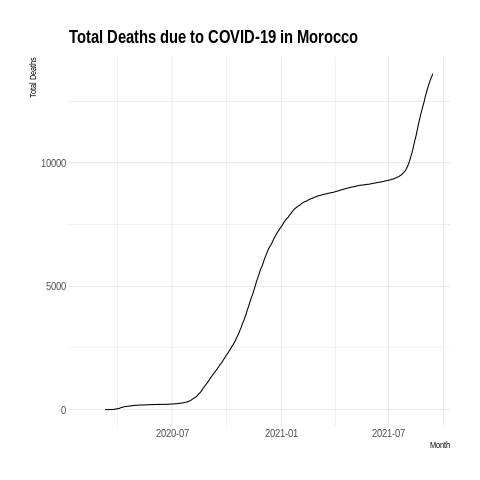 Total Deaths due to COVID-19 in Morocco
Total Deaths
10000
5000
0
2020-07
2021-01
2021-07
Month